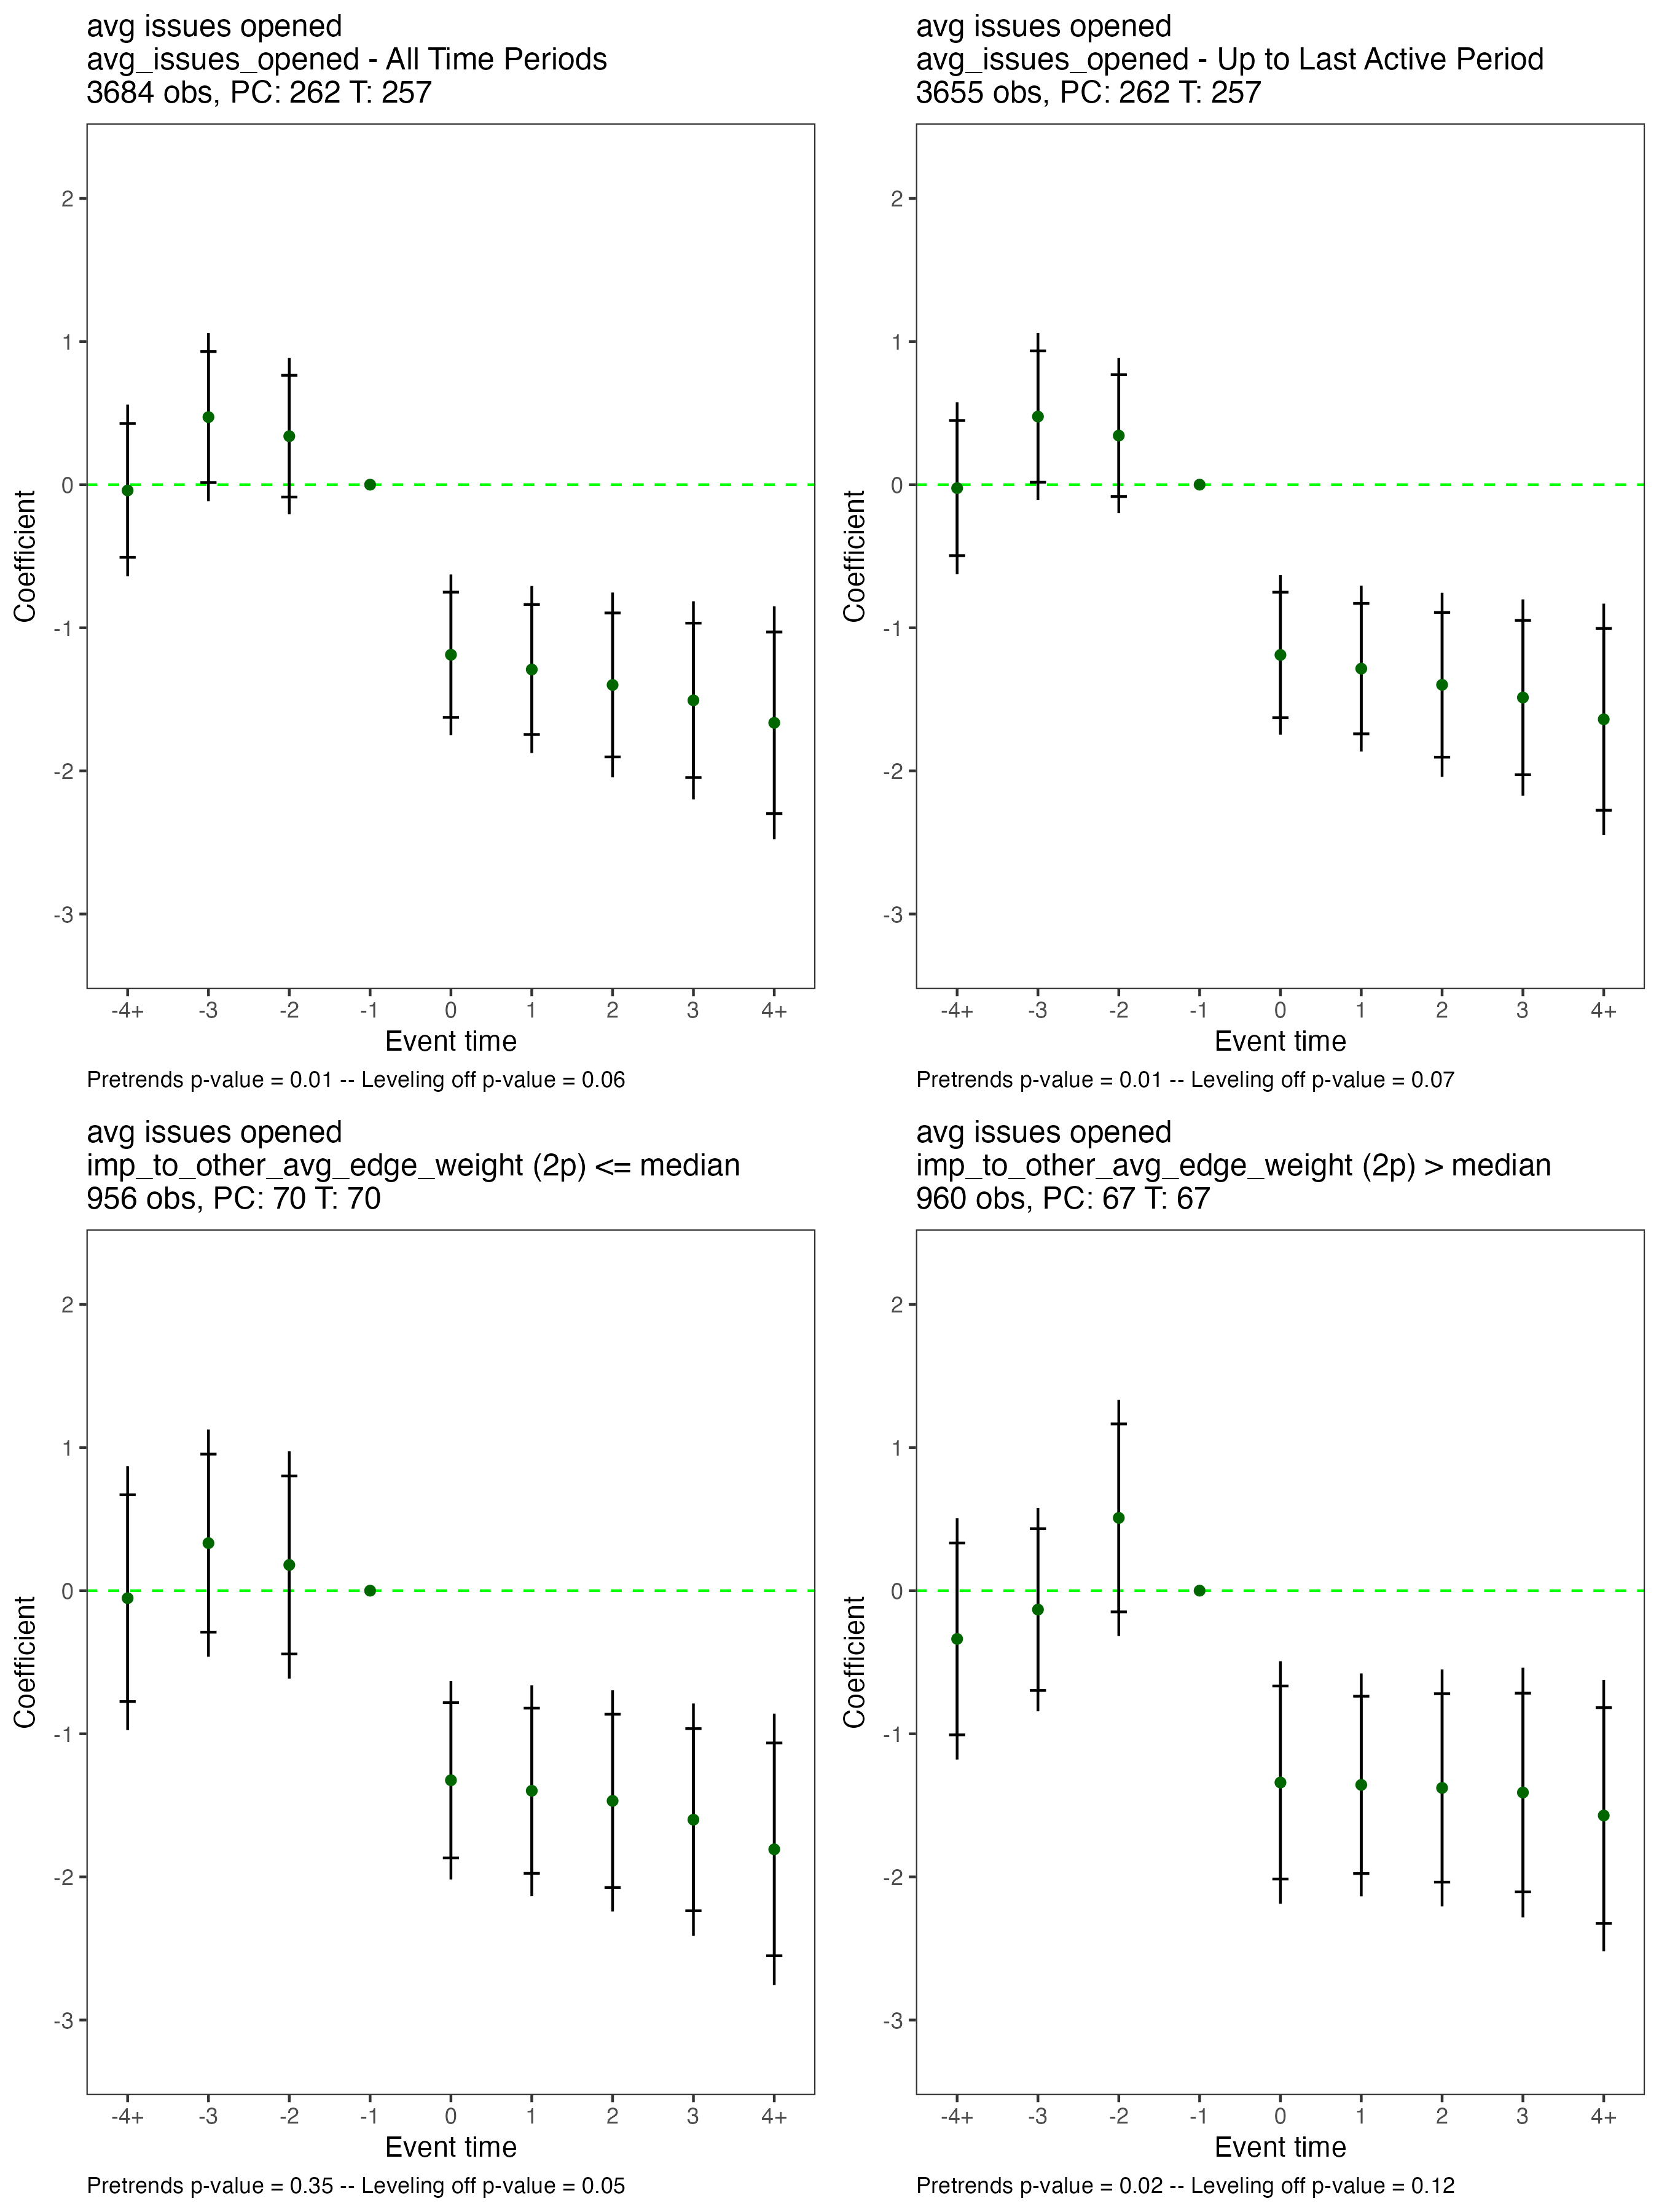 avg issues opened
avg_issues_opened - All Time Periods
3684 obs, PC: 262 T: 257
2
1
0
-1
-2
-3
Coefficient
-4+ -3 -2 -1 0 1 2 3 4+
Event time
Pretrends p-value = 0.01 -- Leveling off p-value = 0.06
avg issues opened
avg_issues_opened - Up to Last Active Period
3655 obs, PC: 262 T: 257
2
1
0
-1
-2
-3
Coefficient
-4+ -3 -2 -1 0 1 2 3 4+
Event time
Pretrends p-value = 0.01 -- Leveling off p-value = 0.07
avg issues opened
imp_to_other_avg_edge_weight (2p) <= median
956 obs, PC: 70 T: 70
2
1
0
-1
-2
-3
Coefficient
-4+ -3 -2 -1 0 1 2 3 4+
Event time
Pretrends p-value = 0.35 -- Leveling off p-value = 0.05
avg issues opened
imp_to_other_avg_edge_weight (2p) > median
960 obs, PC: 67 T: 67
2
1
0
-1
-2
-3
Coefficient
-4+ -3 -2 -1 0 1 2 3 4+
Event time
Pretrends p-value = 0.02 -- Leveling off p-value = 0.12